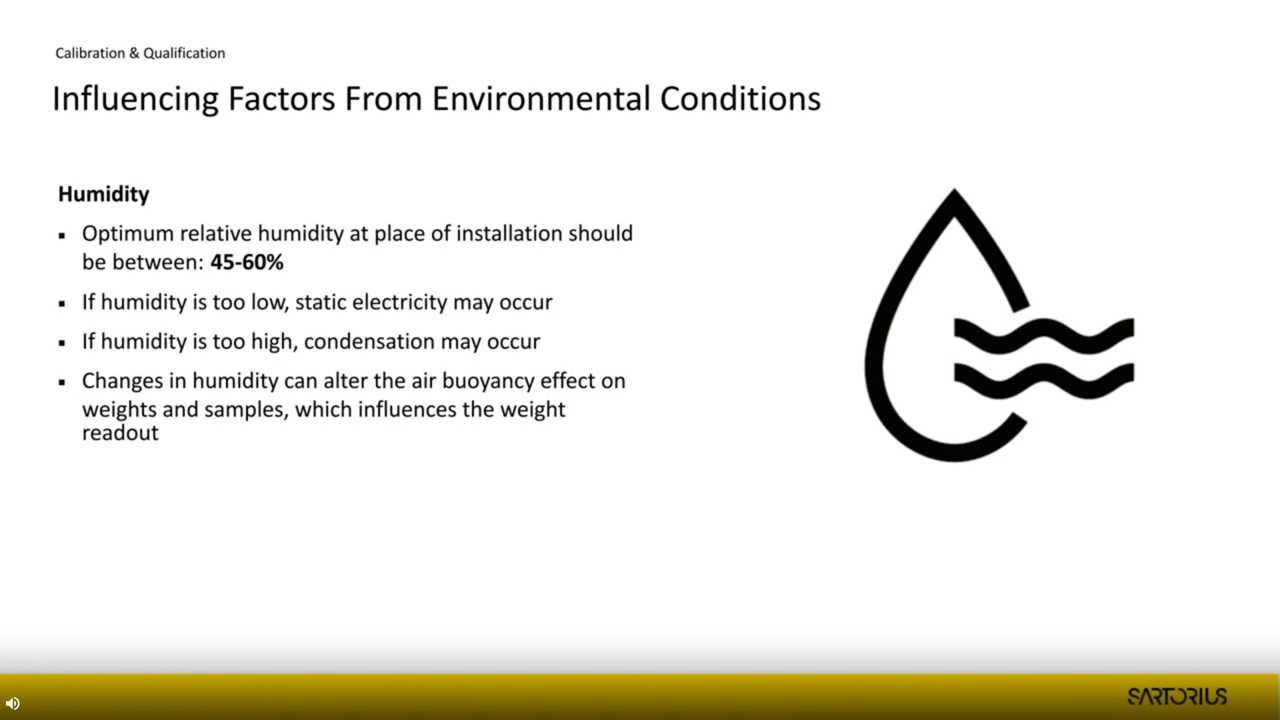 Calibration & Qualification
Influencing Factors From Environmental Conditions
Humidity
▪ Optimum relative humidity at place of installation should
be between: 45-60%
▪ If humidity is too low, static electricity may occur
▪ If humidity is too high, condensation may occur
▪ Changes in humidity can alter the air buoyancy effect on
weights and samples, which influences the weight
readout
SARTORIUS